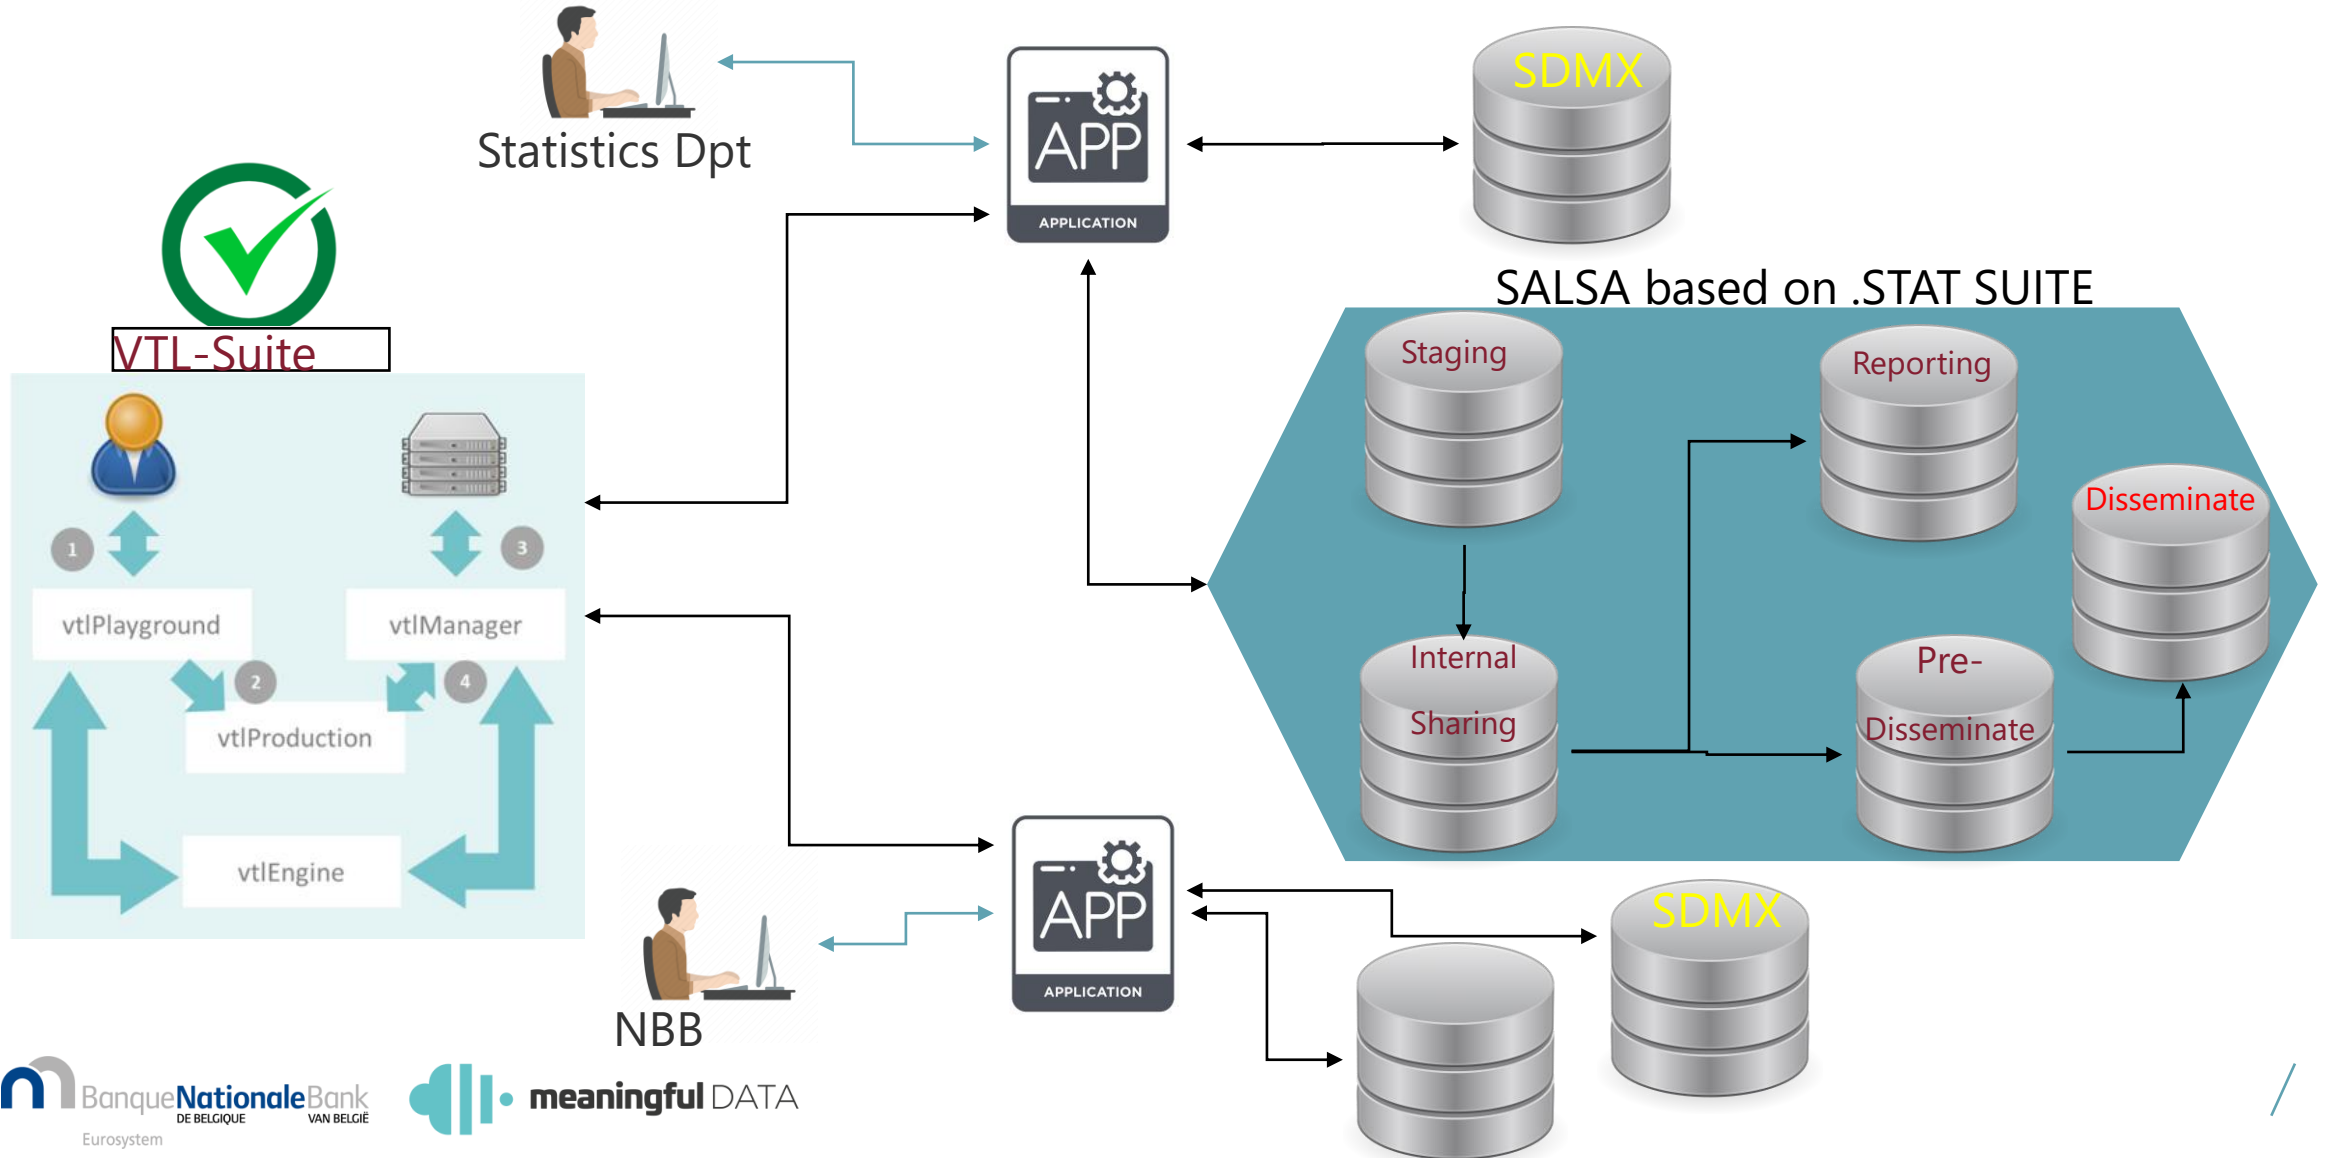 Statistics Dpt
APP
APPLICATION
SDMX
VTL-Suite
1
3
vtlPlayground
vtlManager
2
4
vtlProduction
vtlEngine
SALSA based on .STAT SUITE
Staging
Reporting
Disseminate
Internal
Sharing
Pre-
Disseminate
NBB
APP
APPLICATION
SDMX
BanqueNationaleBank
DE BELGIQUE VAN BELGIË
Eurosystem
meaningful DATA